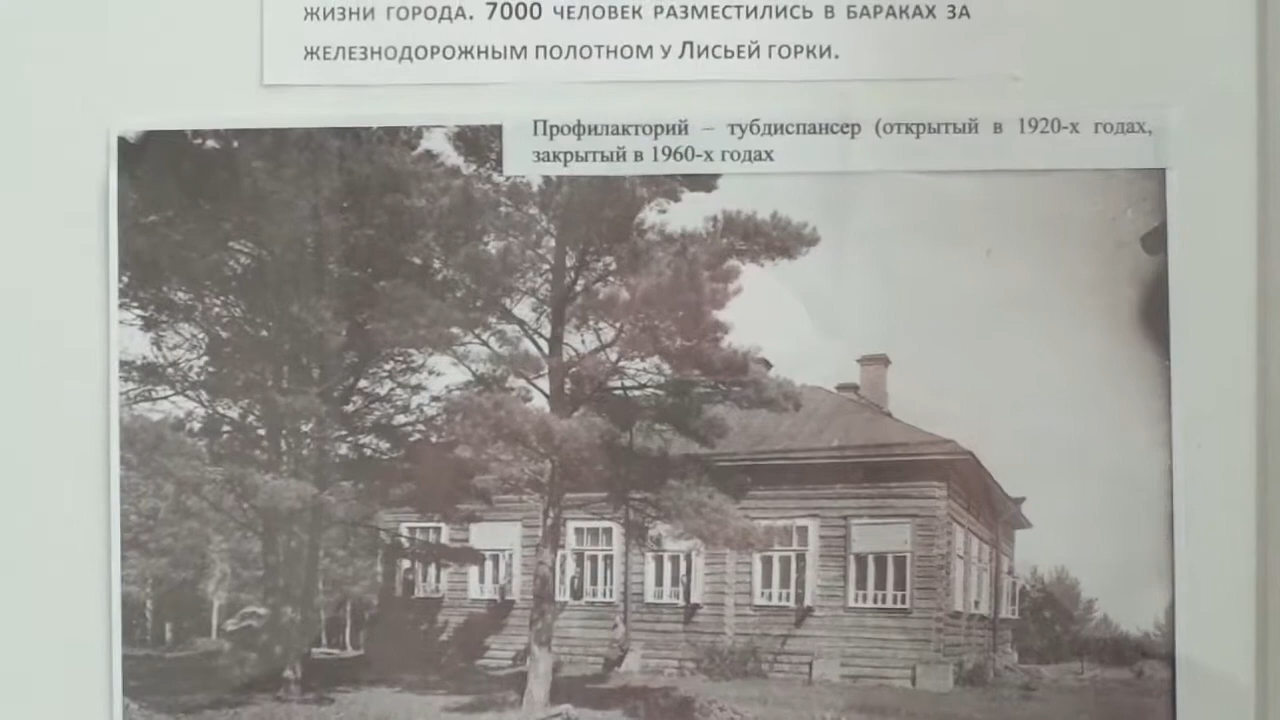 ЖИЗНИ ГОРОДА. 7000 ЧЕЛОВЕК РАЗМЕСТИЛИСЬ В БАРАКАХ ЗА
ЖЕЛЕЗНОДОРОЖНЫМ ПОЛОТНОМ У ЛИСЬЕЙ ГОРКИ.
Профилакторий – тубдиспансер (открытый в 1920-х годах,
закрытый в 1960-х годах